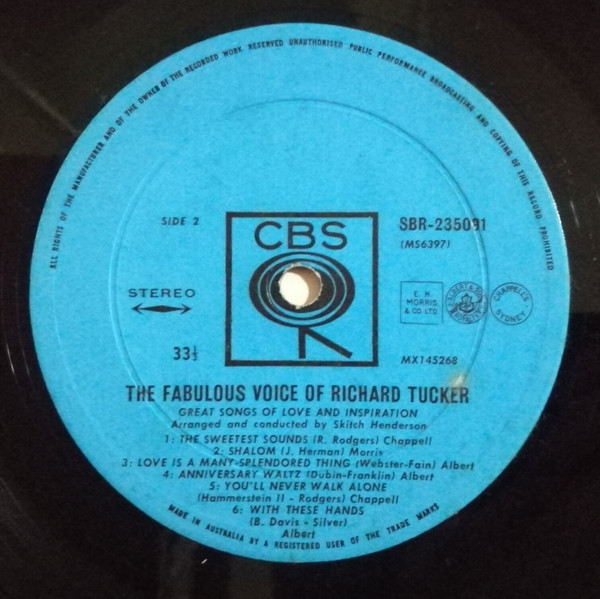 ALL RIGHTS OF THE MANUFACTURER AND OF THE OWNER OF THE RECORDED WORK RESERVED UNAUTHORISED PUBLIC PERFORMANCE BROADCASTING AND COPYING OF THIS RECORD PROHIBITED
SIDE 2
CBS
SBR-235091
(MS6397)
STEREO
E. H. MORRIS & CO. LTD
CHAPPELL'S SYDNEY
33⅓
MX145268
THE FABULOUS VOICE OF RICHARD TUCKER
GREAT SONGS OF LOVE AND INSPIRATION
Arranged and conducted by Skitch Henderson
1: THE SWEETEST SOUNDS (R. Rodgers) Chappell
2: SHALOM (J. Herman) Morris
3: LOVE IS A MANY-SPLENDORED THING (Webster-Fain) Albert
4: ANNIVERSARY WALTZ (Dubin-Franklin) Albert
5: YOU'LL NEVER WALK ALONE
(Hammerstein II - Rodgers) Chappell
6: WITH THESE HANDS
(B. Davis - Silver)
Albert
MADE IN AUSTRALIA BY A REGISTERED USER OF THE TRADE MARKS